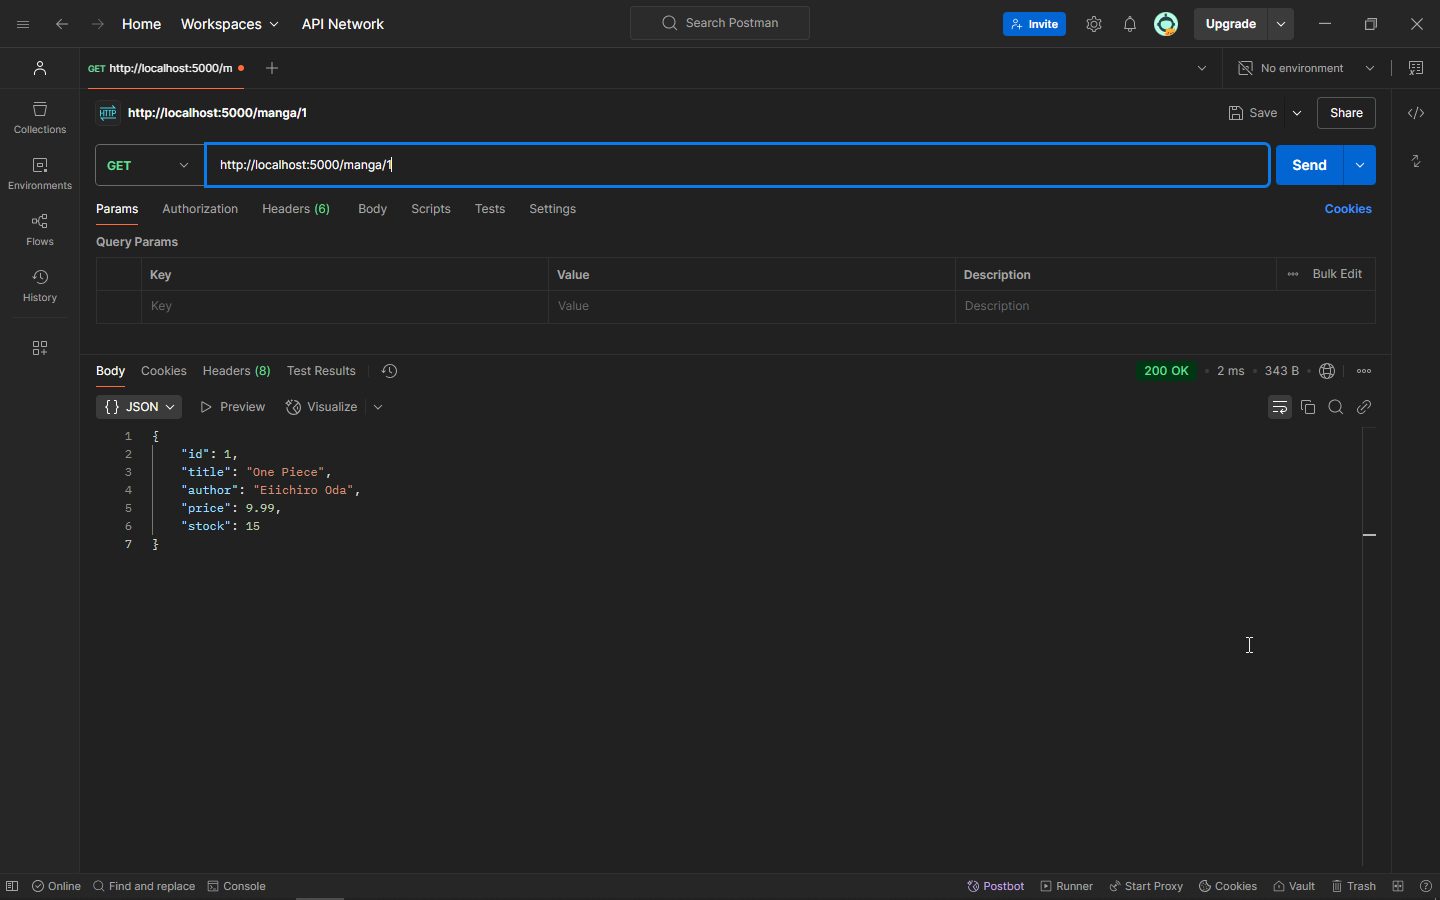 Home Workspaces API Network Search Postman Invite Upgrade
GET http://localhost:5000/m No environment
HTTP http://localhost:5000/manga/1 Save Share
Collections
GET http://localhost:5000/manga/1 Send
Environments
Params Authorization Headers (6) Body Scripts Tests Settings Cookies
Flows
Query Params
Key Value Description Bulk Edit
History
Key Value Description
Body Cookies Headers (8) Test Results 200 OK 2 ms 343 B
{} JSON Preview Visualize
1 {
2 "id": 1,
3 "title": "One Piece",
4 "author": "Eiichiro Oda",
5 "price": 9.99,
6 "stock": 15
7 }
Online Find and replace Console Postbot Runner Start Proxy Cookies Vault Trash